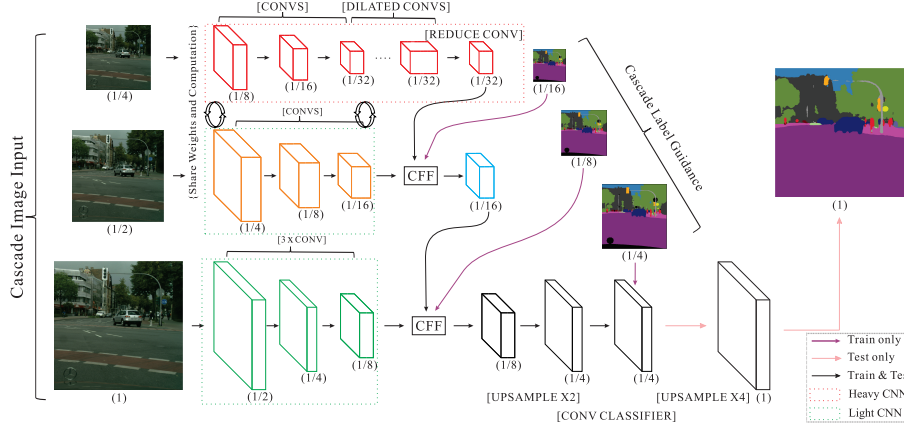 [CONVS]
[DILATED CONVS]
[REDUCE CONV]
(1/4)
(1/8)
(1/16)
(1/32)
(1/32)
(1/32)
(1/16)
Cascade Image Input
{Share Weights and Computation}
Cascade Label Guidance
[CONVS]
(1/2)
(1/4)
(1/8)
(1/16)
CFF
(1/16)
(1/8)
(1)
[3 X CONV]
(1/4)
(1)
(1/2)
(1/4)
(1/8)
CFF
(1/8)
(1/4)
(1/4)
(1)
[UPSAMPLE X2]
[UPSAMPLE X4]
[CONV CLASSIFIER]
Train only
Test only
Train & Test
Heavy CNN
Light CNN